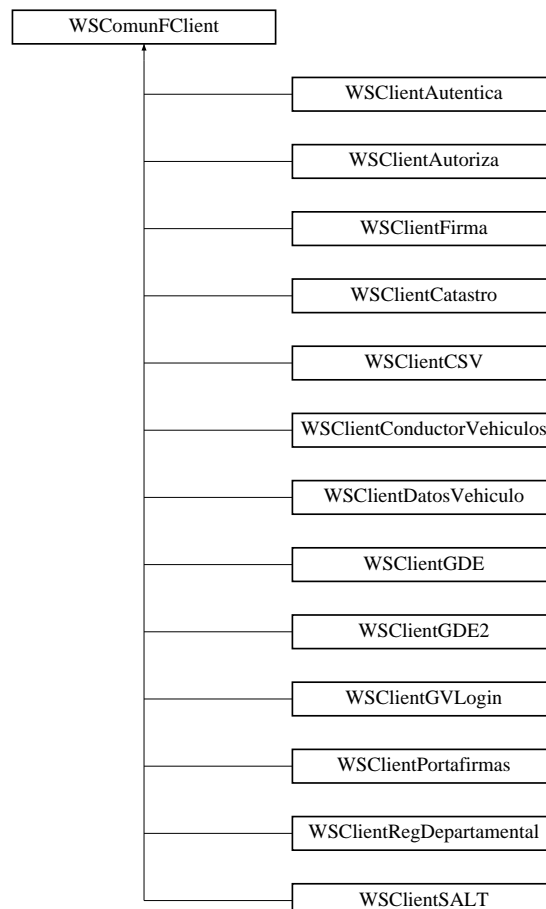 WSComunFClient
WSClientAutentica
WSClientAutoriza
WSClientFirma
WSClientCatastro
WSClientCSV
WSClientConductorVehiculos
WSClientDatosVehiculo
WSClientGDE
WSClientGDE2
WSClientGVLogin
WSClientPortafirmas
WSClientRegDepartamental
WSClientSALT